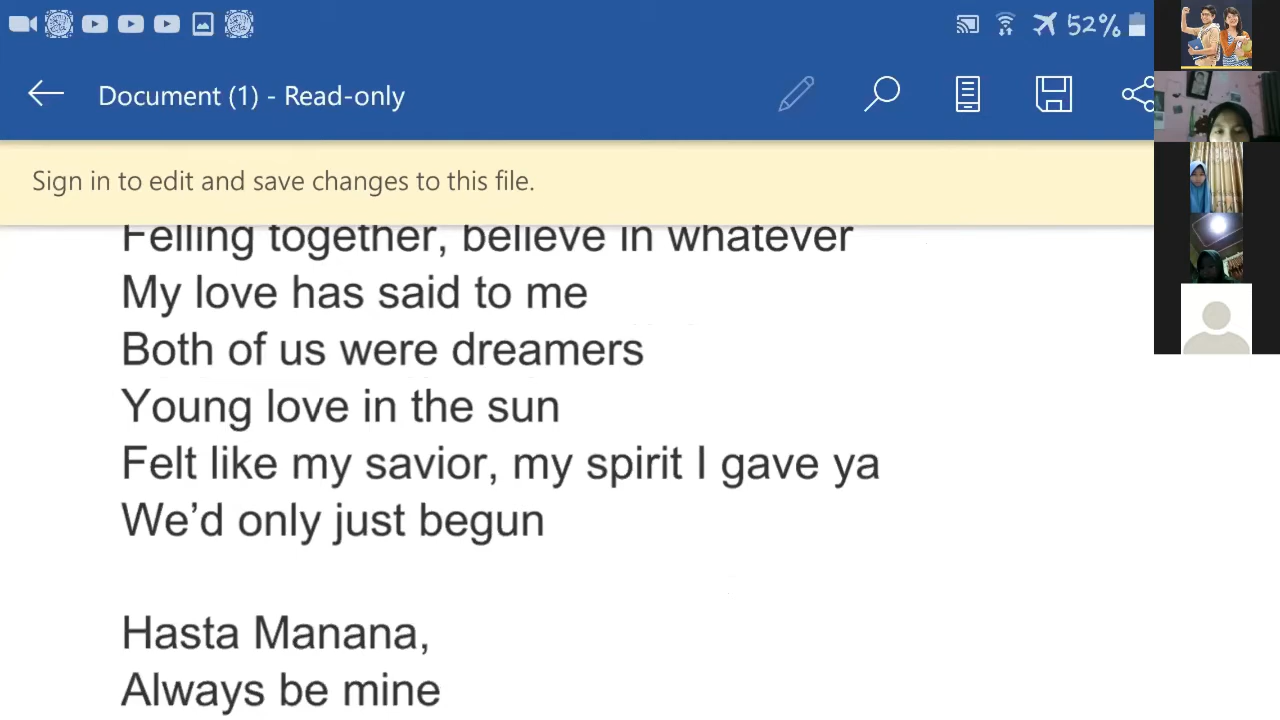 52%
Document (1) - Read-only
Sign in to edit and save changes to this file.
Felling together, believe in whatever
My love has said to me
Both of us were dreamers
Young love in the sun
Felt like my savior, my spirit I gave ya
We’d only just begun
Hasta Manana,
Always be mine